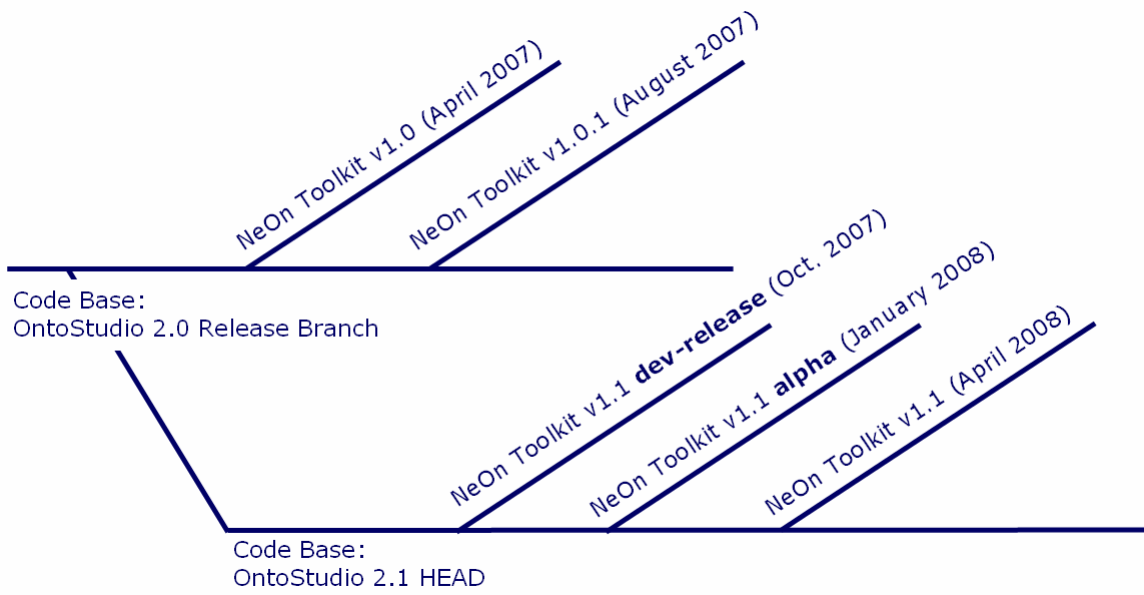 NeOn Toolkit v1.0 (April 2007)
NeOn Toolkit v1.0.1 (August 2007)
Code Base:
OntoStudio 2.0 Release Branch
NeOn Toolkit v1.1 dev-release (Oct. 2007)
NeOn Toolkit v1.1 alpha (January 2008)
NeOn Toolkit v1.1 (April 2008)
Code Base:
OntoStudio 2.1 HEAD